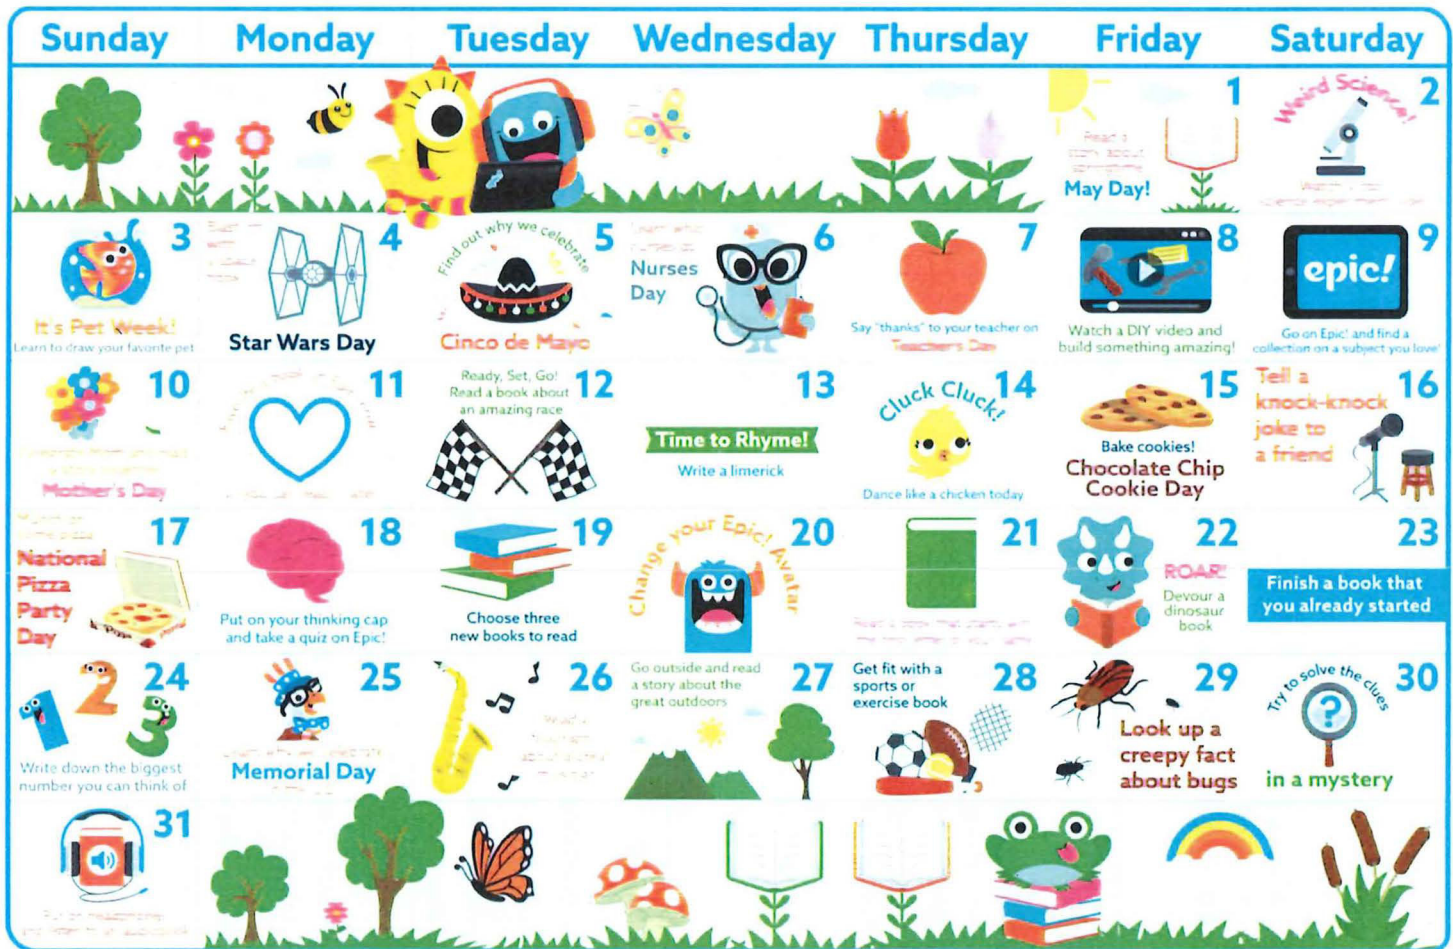 Sunday Monday Tuesday Wednesday Thursday Friday Saturday
1
Read a
story about
May Day!
2
Weird Science!
3
It's Pet Week!
Learn to draw your favorite pet
4
Star Wars Day
5
Find out why we celebrate
Cinco de Mayo
6
Nurses
Day
7
Say "thanks" to your teacher on
Teacher's Day
8
Watch a DIY video and
build something amazing!
9
epic!
Go on Epic! and find a
collection on a subject you love!
10
Mother's Day
11
12
Ready, Set, Go!
Read a book about
an amazing race
13
Time to Rhyme!
Write a limerick
14
Cluck Cluck!
Dance like a chicken today
15
Bake cookies!
Chocolate Chip
Cookie Day
16
Tell a
knock-knock
joke to
a friend
17
National
Pizza
Party
Day
18
Put on your thinking cap
and take a quiz on Epic!
19
Choose three
new books to read
20
Change your Epic! Avatar
21
22
ROAR!
Devour a
dinosaur
book
23
Finish a book that
you already started
24
1 2 3
Write down the biggest
number you can think of
25
Memorial Day
26
27
Go outside and read
a story about the
great outdoors
28
Get fit with a
sports or
exercise book
29
Look up a
creepy fact
about bugs
30
Try to solve the clues
?
in a mystery
31